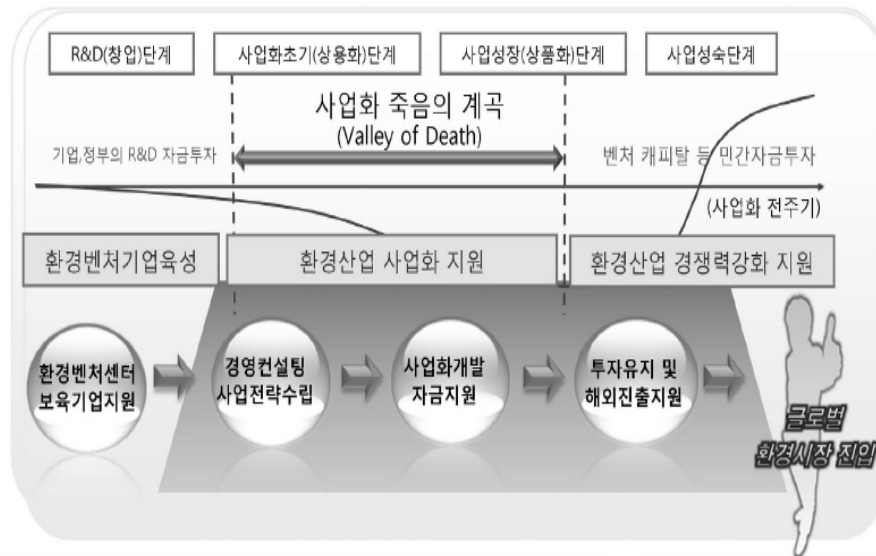 R&D(창업)단계
사업화초기(상용화)단계
사업성장(상품화)단계
사업성숙단계
사업화 죽음의 계곡
(Valley of Death)
기업,정부의 R&D 자금투자
벤처 캐피탈 등 민간자금투자
(사업화 전주기)
환경벤처기업육성
환경산업 사업화 지원
환경산업 경쟁력강화 지원
환경벤처센터
보육기업지원
경영컨설팅
사업전략수립
사업화개발
자금지원
투자유지 및
해외진출지원
글로벌
환경시장 진입